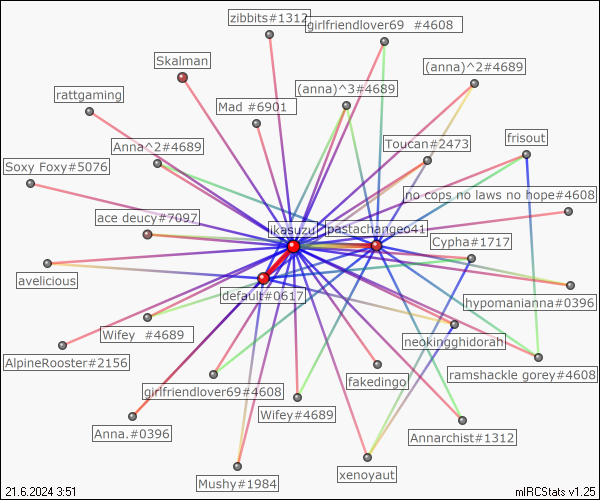 zibbits#1312
girlfriendlover69  #4608
Skalman
(anna)^2#4689
rattgaming
(anna)^3#4689
Mad #6901
Anna^2#4689
Toucan#2473
frisout
Soxy Foxy#5076
no cops no laws no hope#4608
ace deucy#7097
ikasuzu
pastachangeo41
Cypha#1717
avelicious
default#0617
hypomanianna#0396
Wifey  #4689
neokingghidorah
AlpineRooster#2156
ramshackle gorey#4608
fakedingo
girlfriendlover69#4608
Wifey#4689
Anna.#0396
Annarchist#1312
xenoyaut
Mushy#1984
21.6.2024 3:51
mIRCStats v1.25